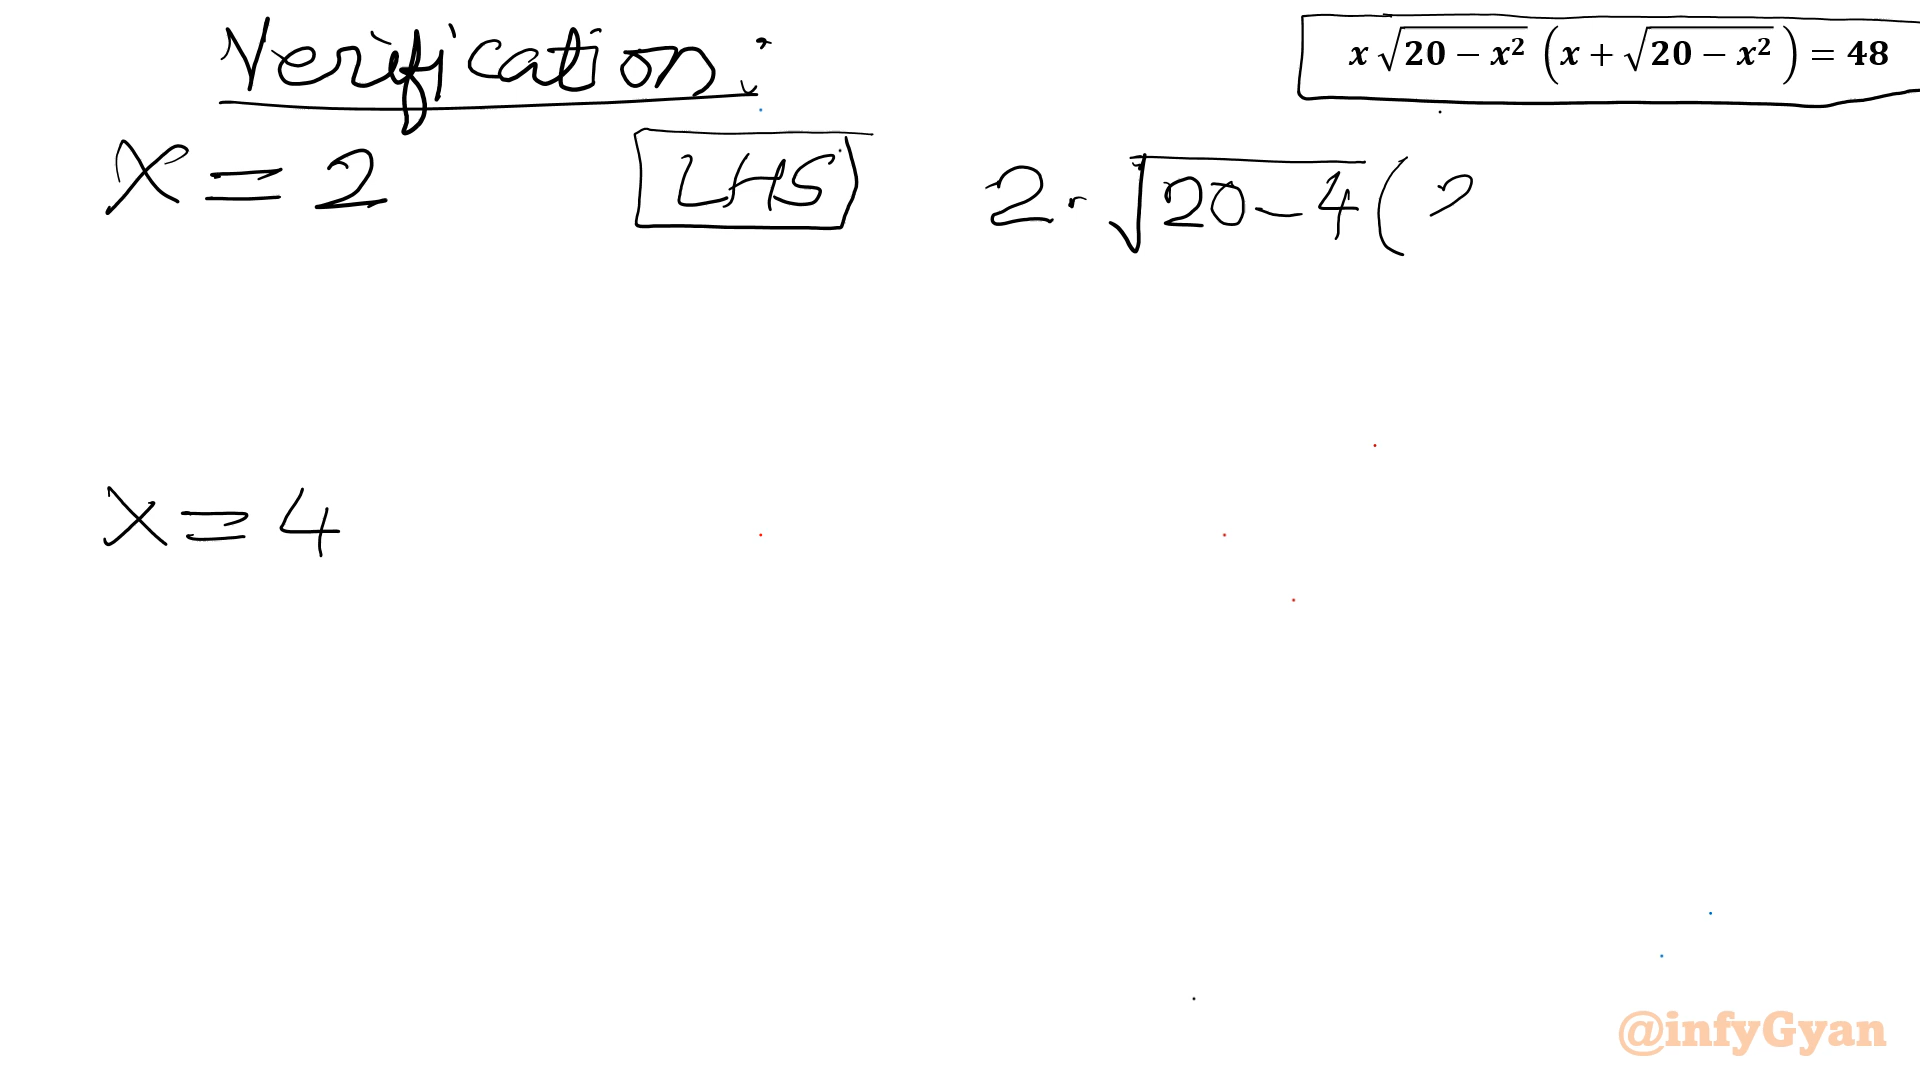 Verification:
x √20 − x² (x + √20 − x²) = 48
x = 2
LHS
2 · √20 − 4 (2
x = 4
@infyGyan